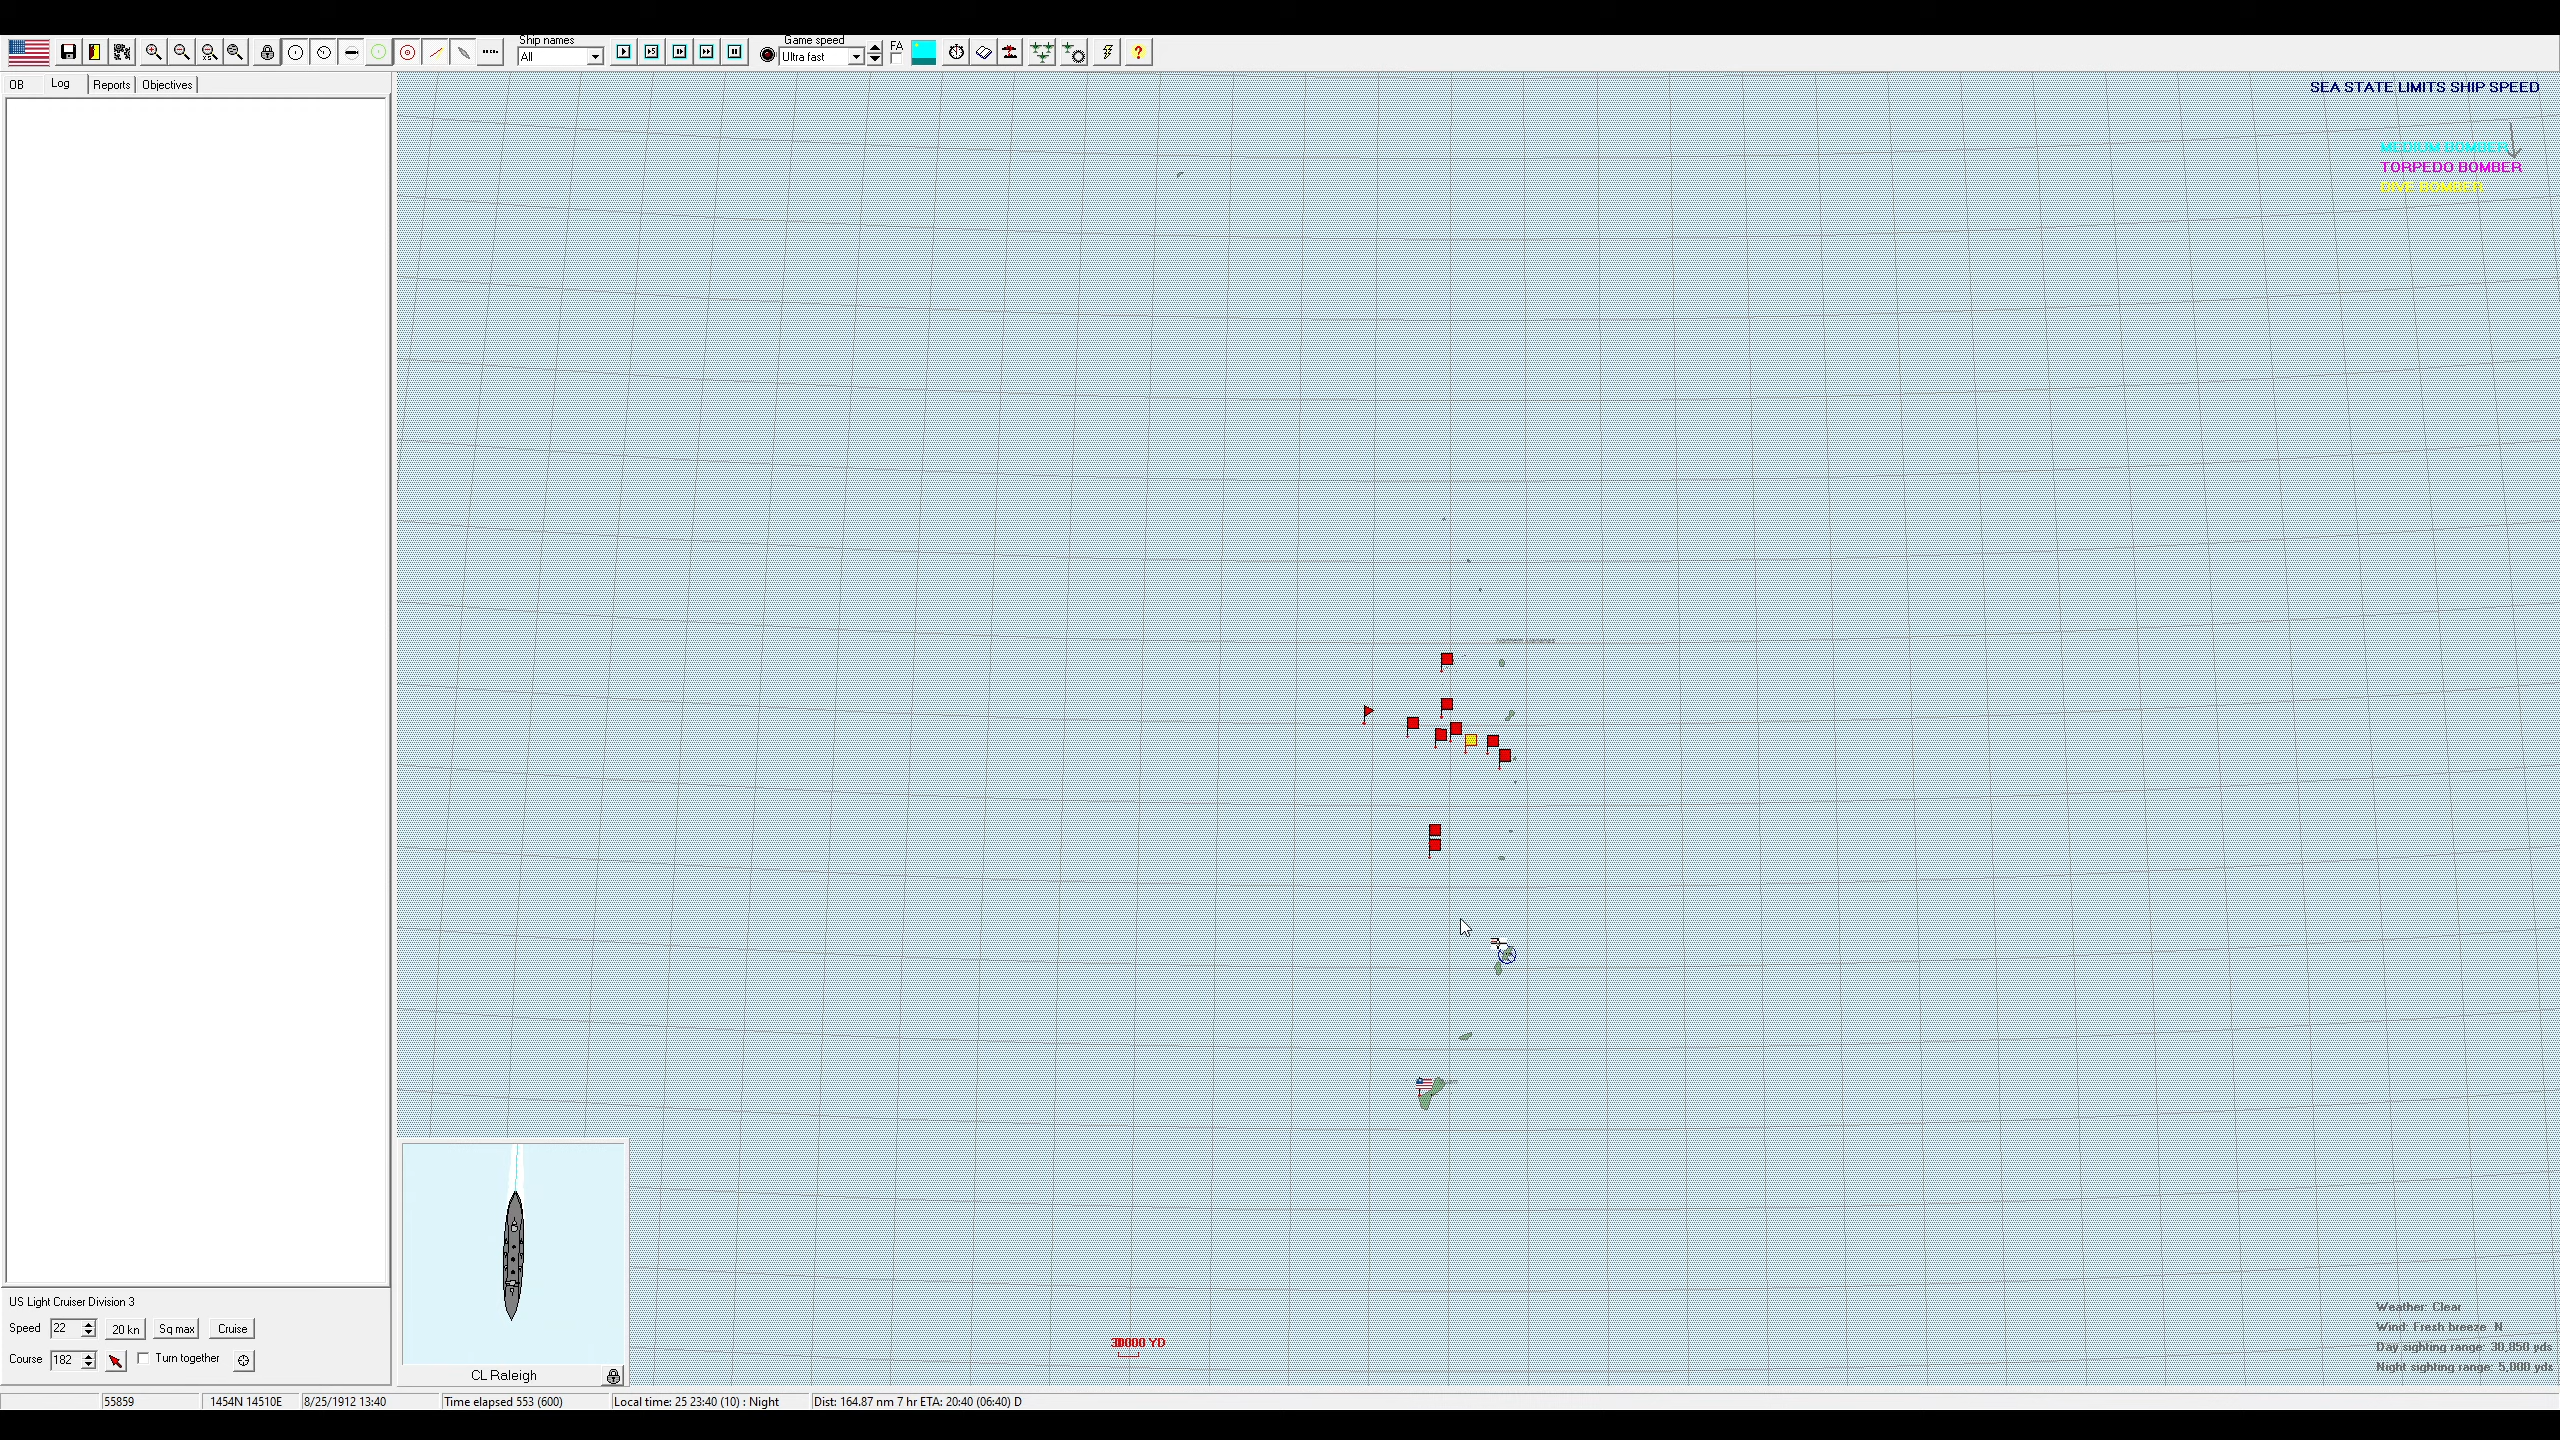 Ship names
Game speed
FA
All
Ultra fast
OB
Log
Reports
Objectives
SEA STATE LIMITS SHIP SPEED
MEDIUM BOMBER
TORPEDO BOMBER
DIVE BOMBER
US Light Cruiser Division 3
Speed
22
20 kn
Sq max
Cruise
Course
182
Turn together
CL Raleigh
Weather: Clear
Wind: Fresh breeze N
Day sighting range: 30,850 yds
Night sighting range: 5,000 yds
55859
1454N 14510E
8/25/1912 13:40
Time elapsed 553 (600)
Local time: 25 23:40 (10) : Night
Dist: 164.87 nm 7 hr ETA: 20:40 (06:40) D